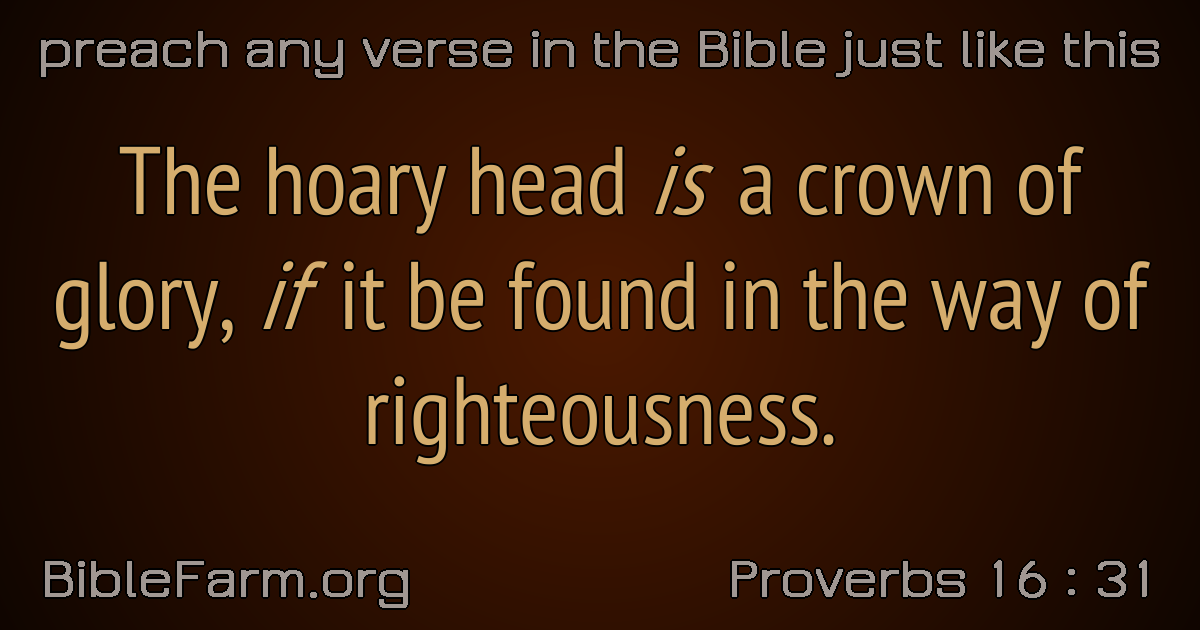 preach any verse in the Bible just like this
The hoary head is a crown of
glory, if it be found in the way of
righteousness.
BibleFarm.org
Proverbs 16 : 31